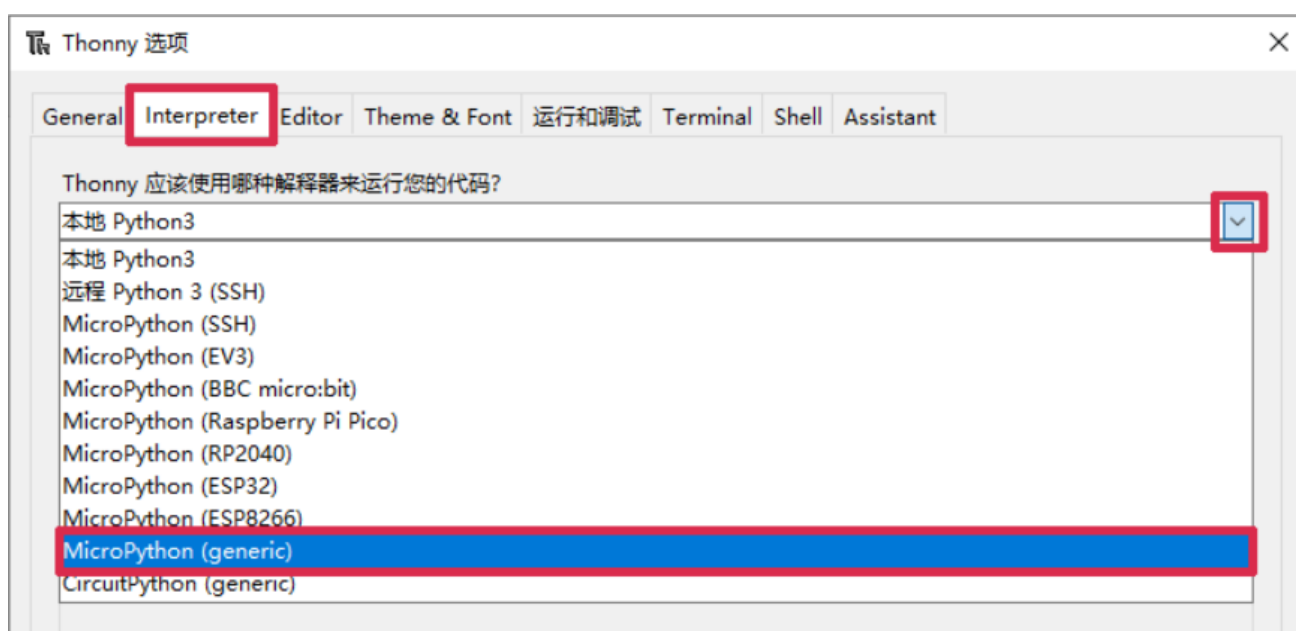 Thonny 选项
General Interpreter Editor Theme & Font 运行和调试 Terminal Shell Assistant
Thonny 应该使用哪种解释器来运行您的代码?
本地 Python3
本地 Python3
远程 Python 3 (SSH)
MicroPython (SSH)
MicroPython (EV3)
MicroPython (BBC micro:bit)
MicroPython (Raspberry Pi Pico)
MicroPython (RP2040)
MicroPython (ESP32)
MicroPython (ESP8266)
MicroPython (generic)
CircuitPython (generic)